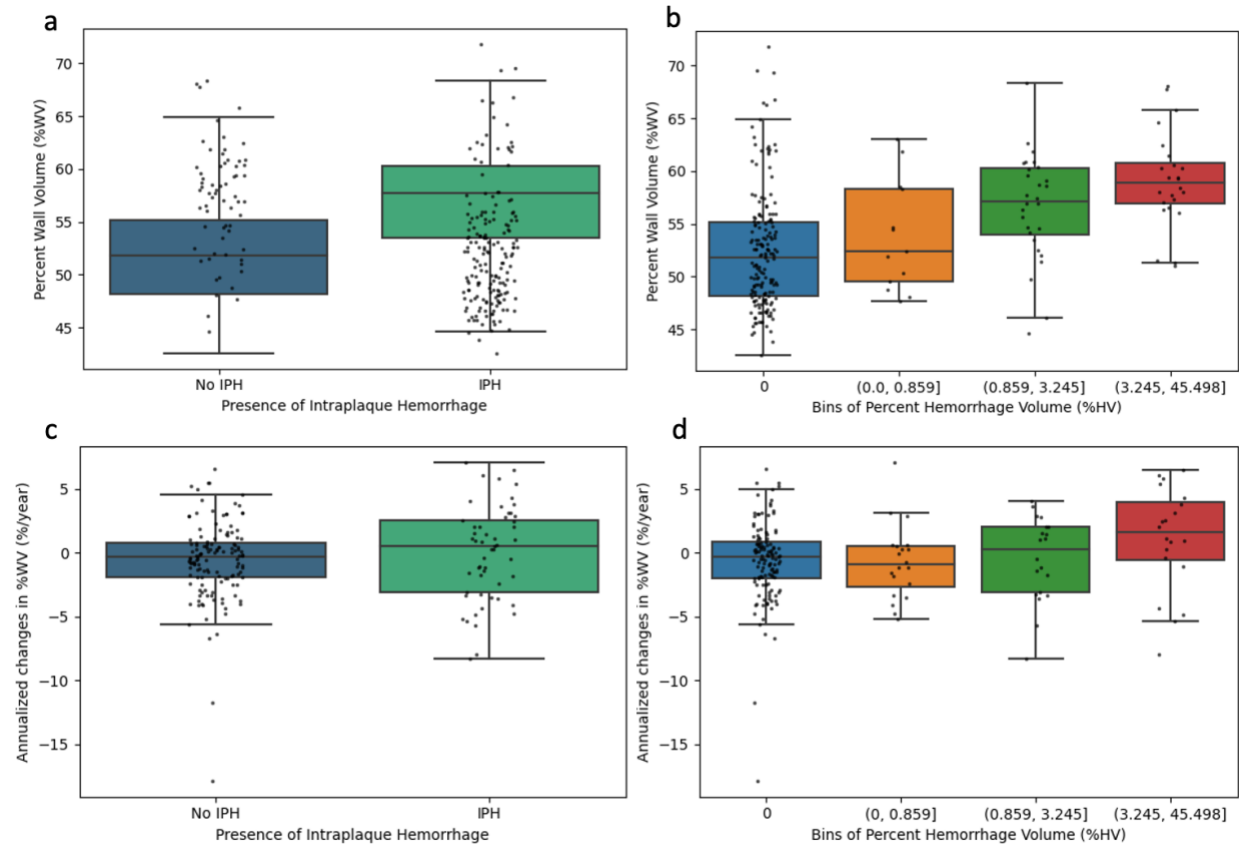 a
Percent Wall Volume (%WV)
70
65
60
55
50
45
No IPH
IPH
Presence of Intraplaque Hemorrhage
b
Percent Wall Volume (%WV)
70
65
60
55
50
45
0
(0.0, 0.859]
(0.859, 3.245]
(3.245, 45.498]
Bins of Percent Hemorrhage Volume (%HV)
c
Annualized changes in %WV (%/year)
5
0
−5
−10
−15
No IPH
IPH
Presence of Intraplaque Hemorrhage
d
Annualized changes in %WV (%/year)
5
0
−5
−10
−15
0
(0, 0.859]
(0.859, 3.245]
(3.245, 45.498]
Bins of Percent Hemorrhage Volume (%HV)